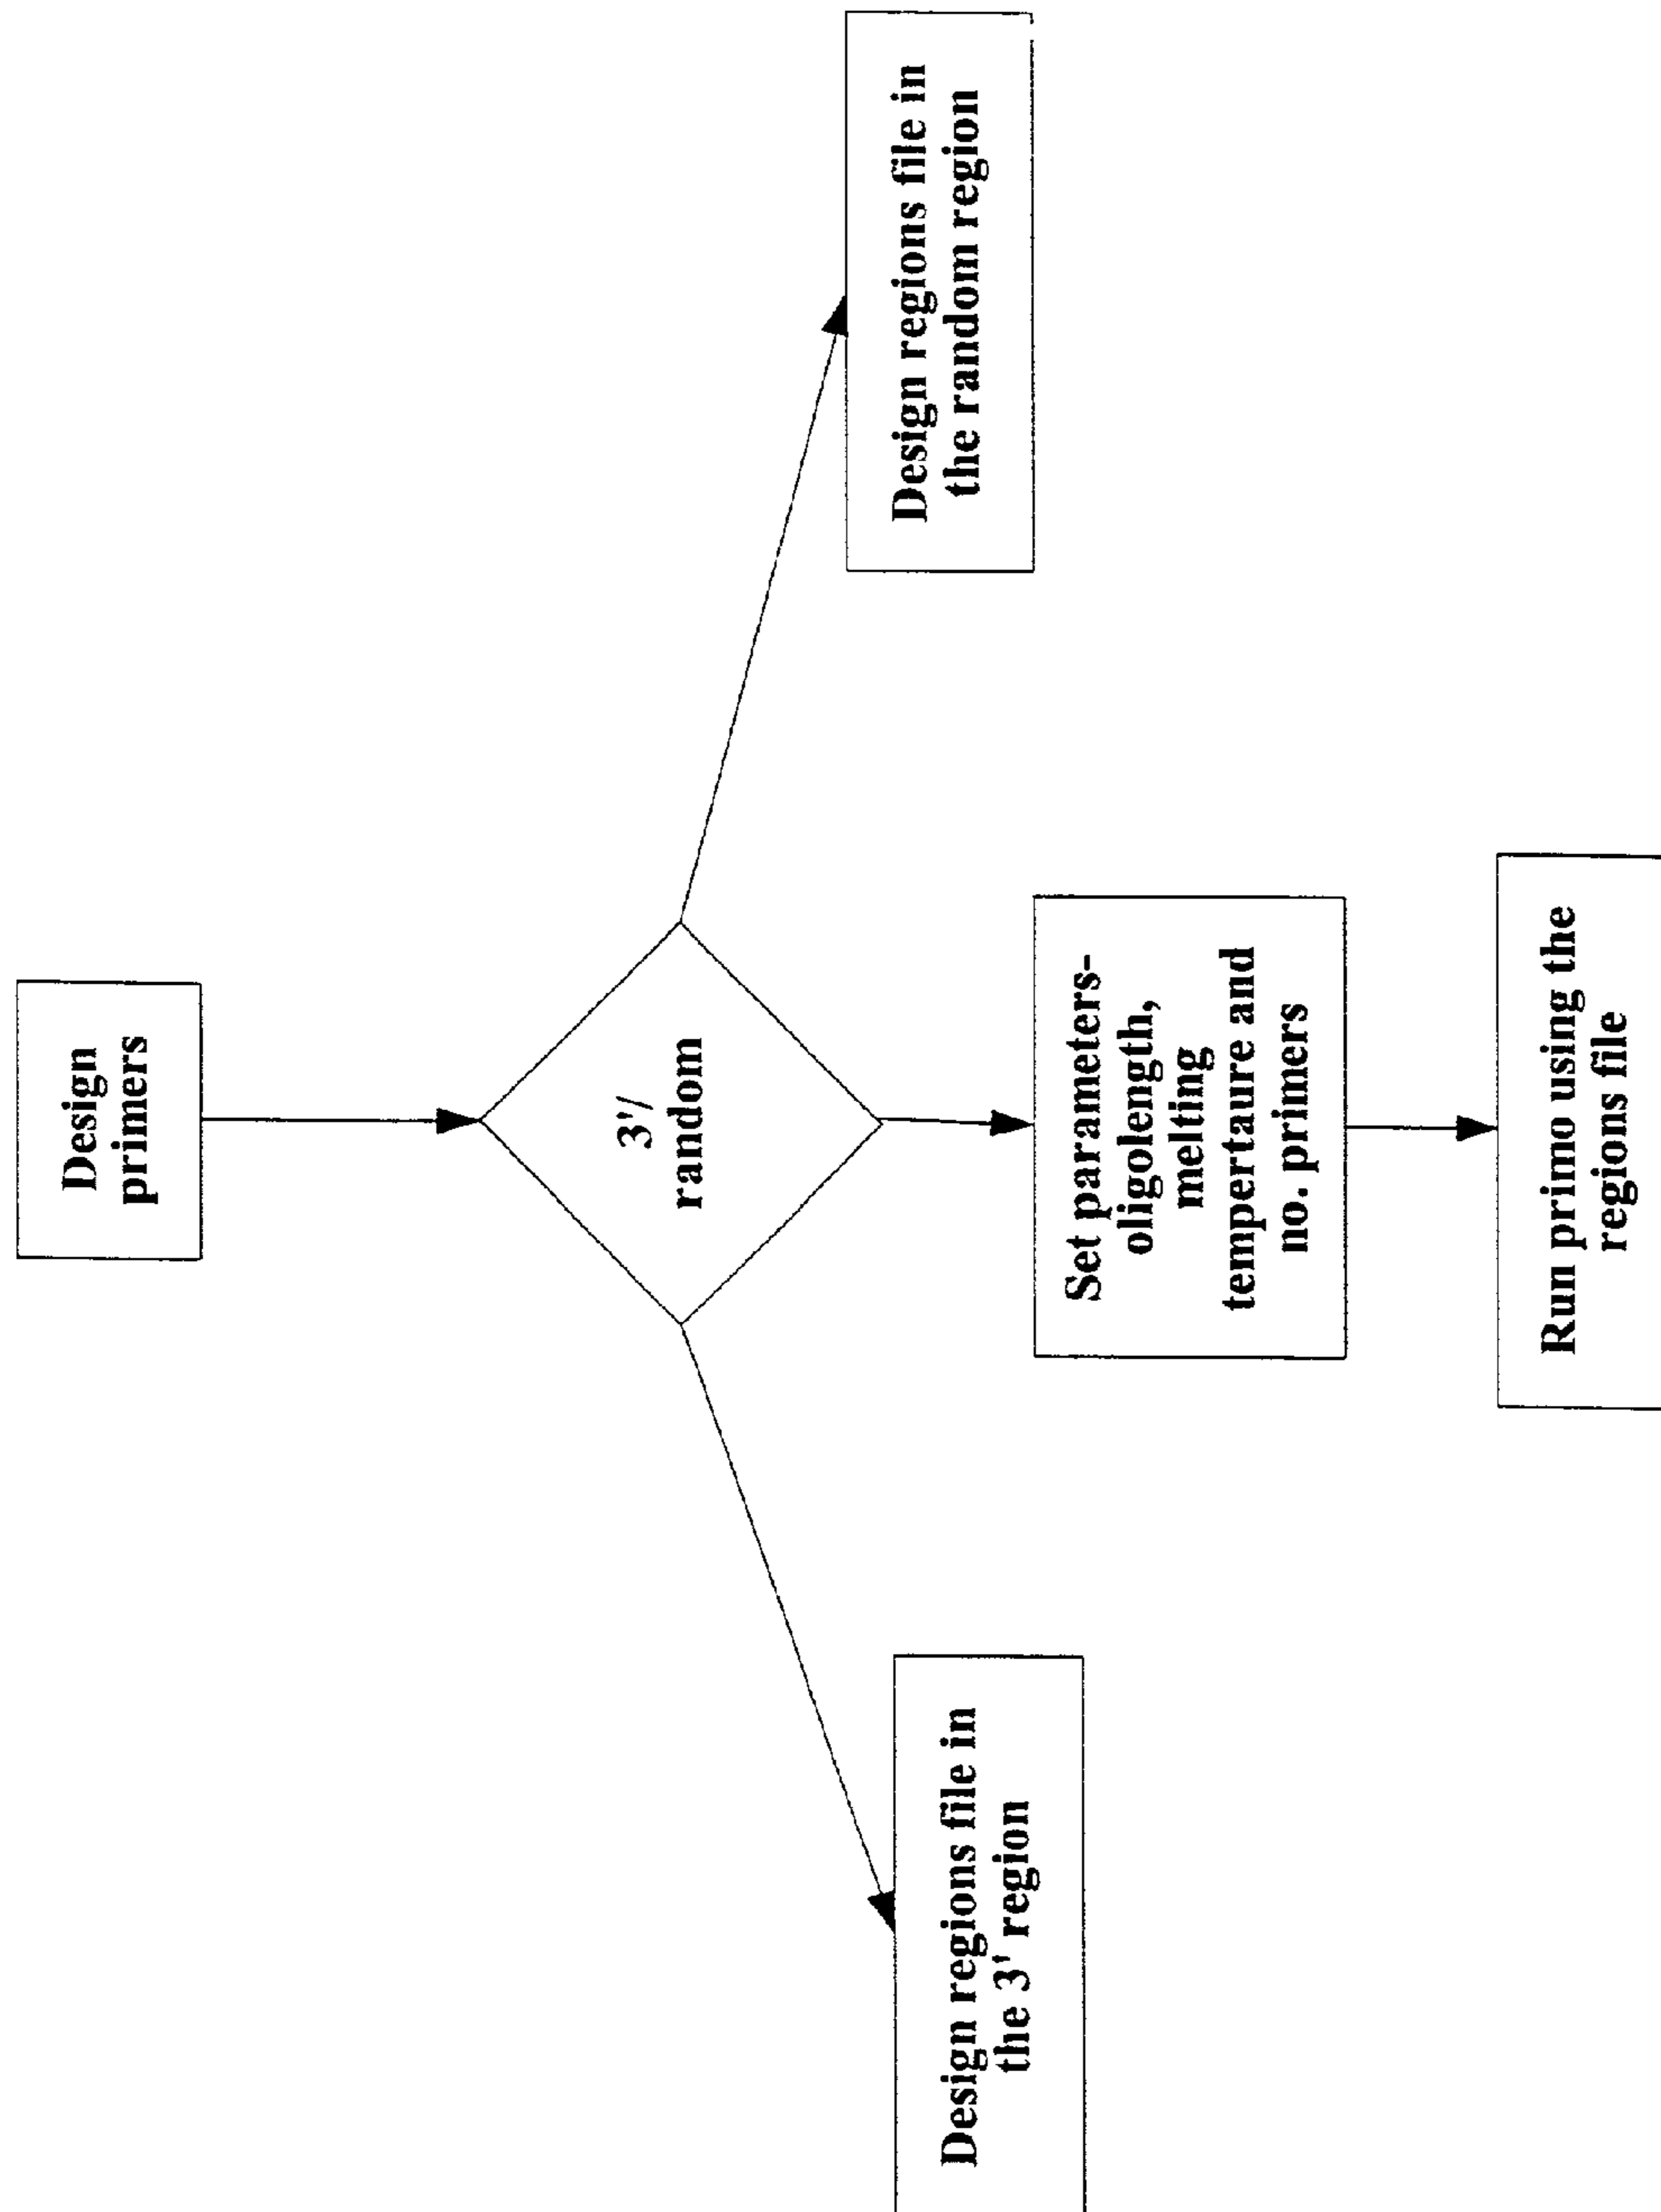 Design
primers
3'/
random
Design regions file in
the 3' region
Set parameters-
oligolength,
melting
tempertaure and
no. primers
Design regions file in
the random region
Run primo using the
regions file